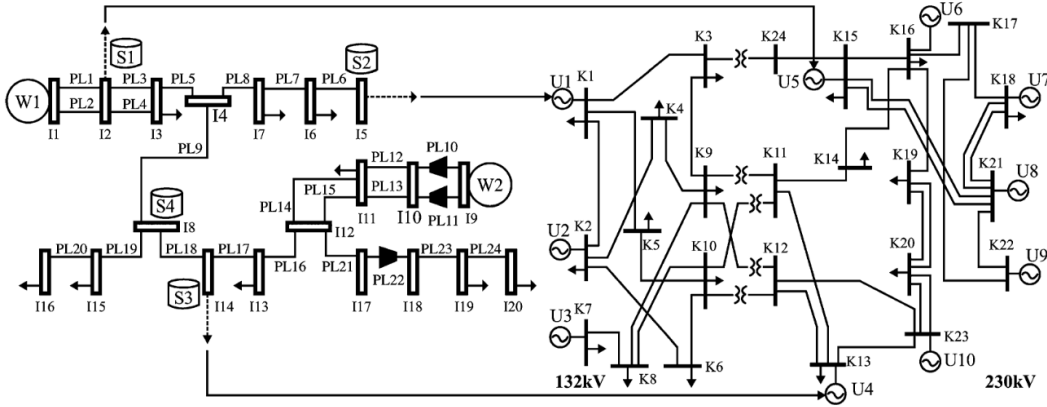 U6
K16
K17
S1
K3
K24
K15
S2
U5
K18
U7
PL1
PL3
PL5
PL8
PL7
PL6
U1
K1
W1
PL2
PL4
I4
K4
I1
I2
I3
I7
I6
I5
PL9
K9
K11
K14
K19
K21
U8
PL12
PL10
PL15
PL13
W2
S4
PL14
I11
I10
PL11
I9
U2
K2
K5
K10
K12
K20
K22
U9
I8
I12
PL20
PL19
PL18
PL17
PL16
PL21
PL23
PL24
PL22
I16
I15
S3
I14
I13
I17
I18
I19
I20
U3
K7
K23
K8
K6
K13
U10
132kV
U4
230kV